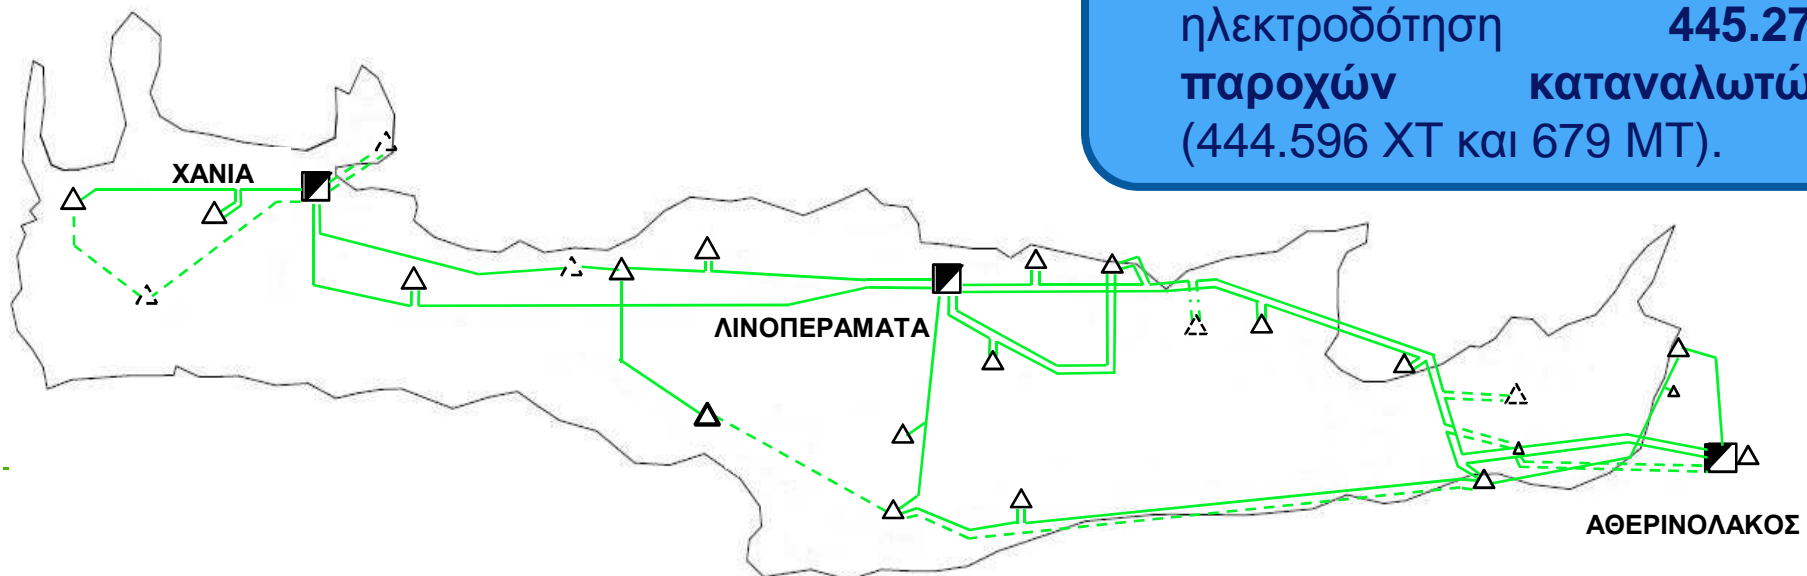 ηλεκτροδότηση 445.27
παροχών καταναλωτώ
(444.596 ΧΤ και 679 ΜΤ).
ΧΑΝΙΑ
ΛΙΝΟΠΕΡΑΜΑΤΑ
ΑΘΕΡΙΝΟΛΑΚΟΣ